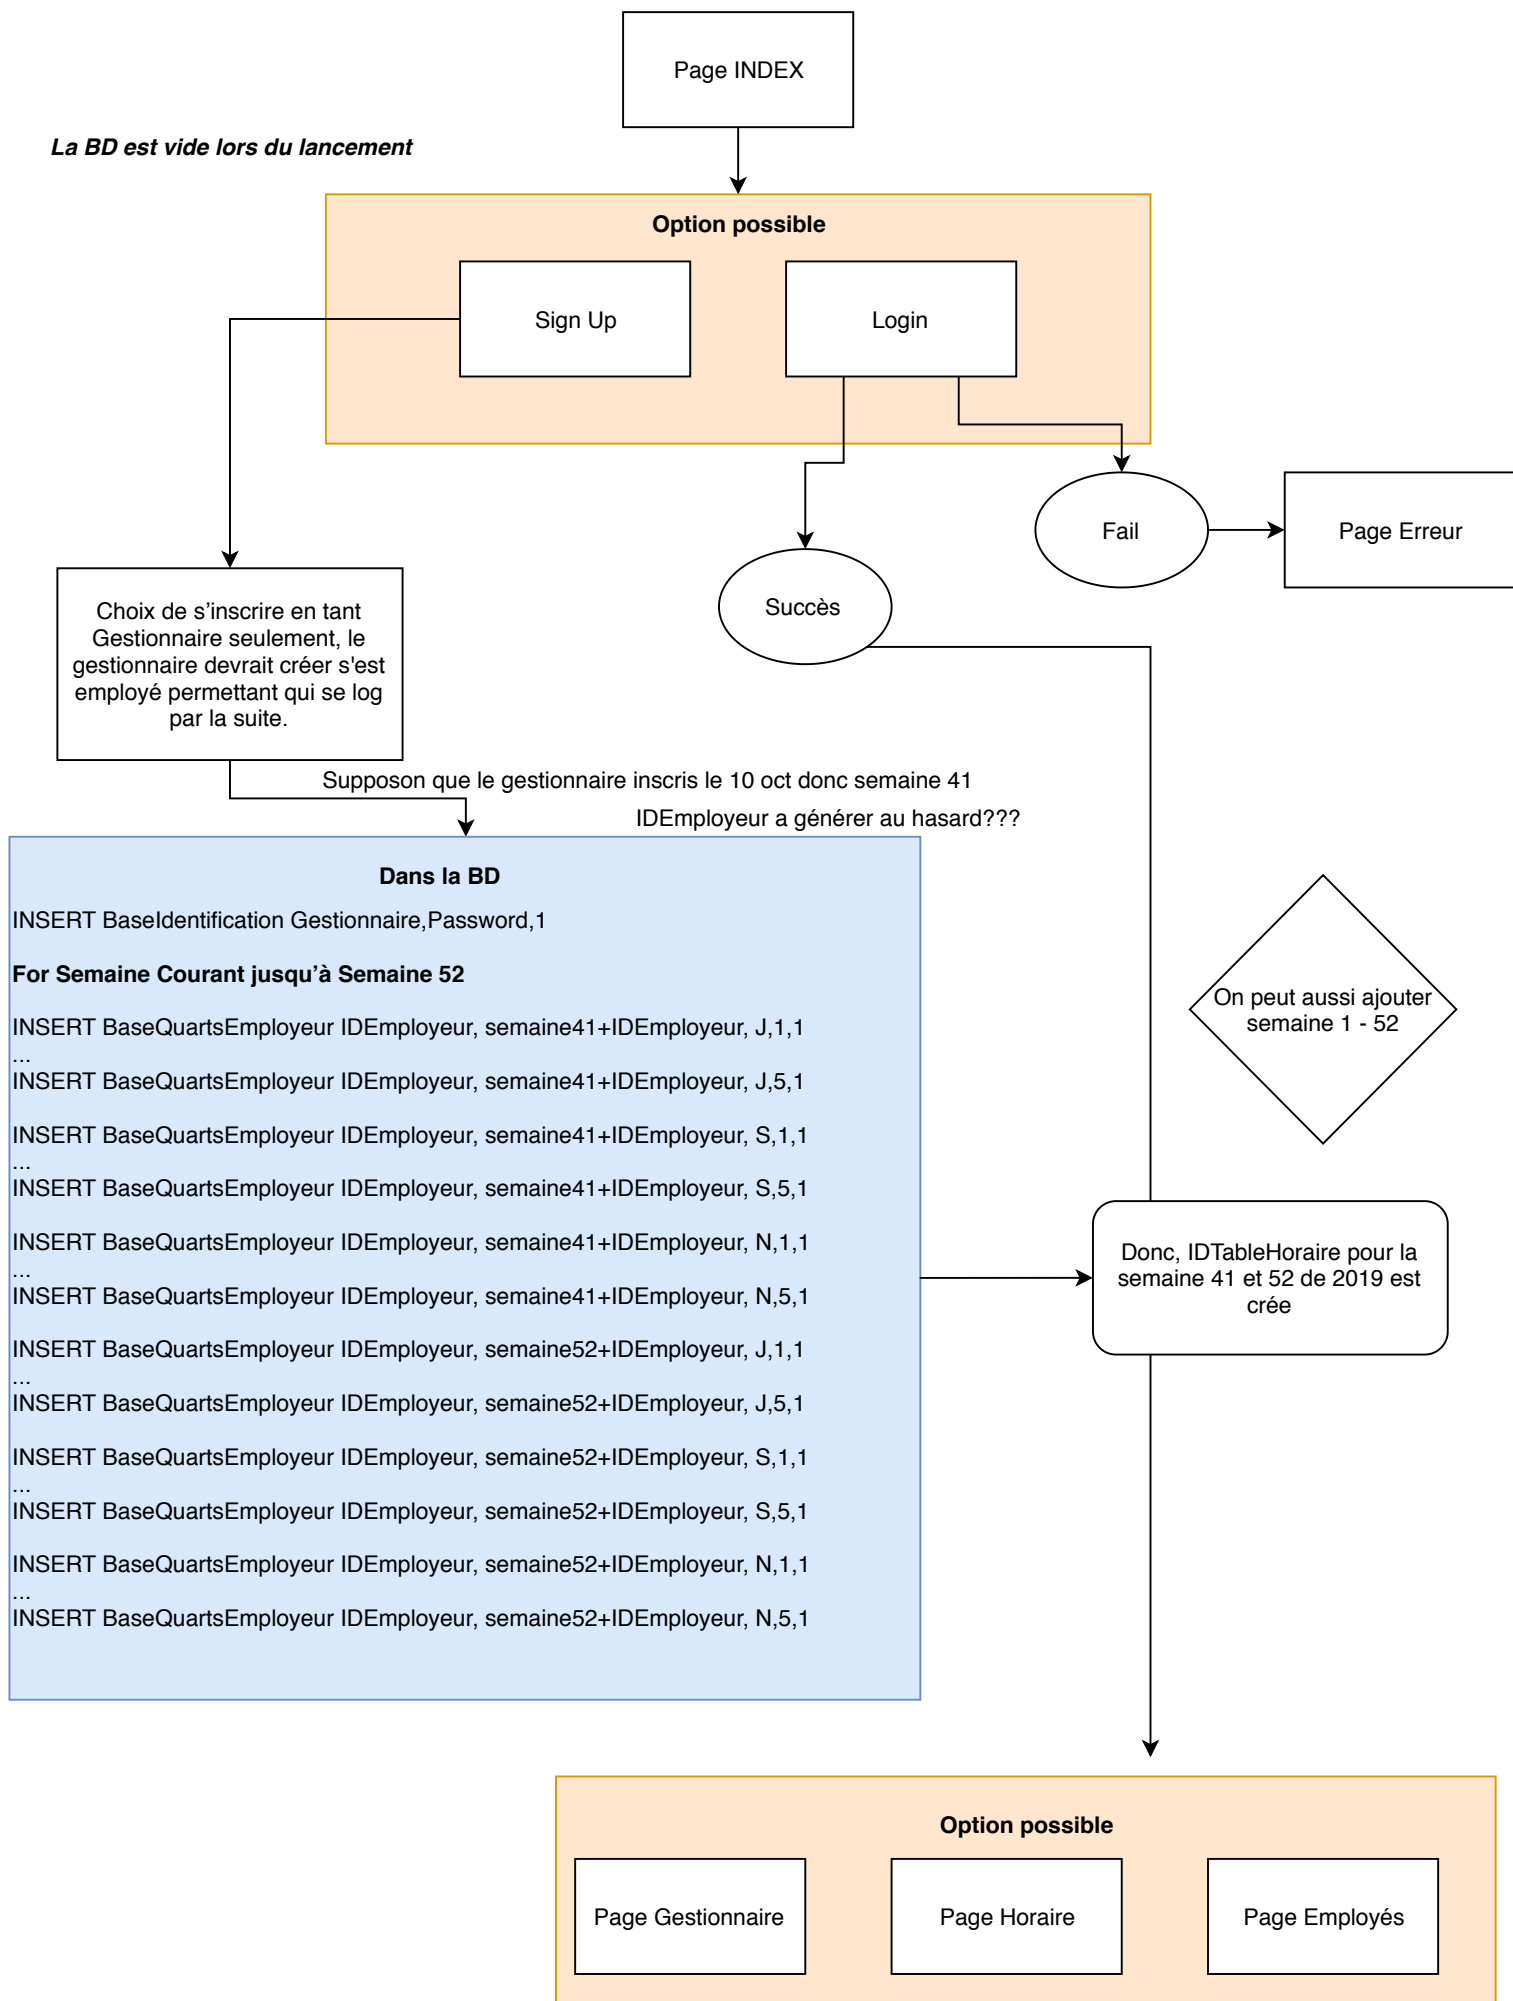 Page INDEX
La BD est vide lors du lancement
Option possible
Sign Up
Login
Fail
Page Erreur
Succès
Choix de s’inscrire en tant
Gestionnaire seulement, le
gestionnaire devrait créer s'est
employé permettant qui se log
par la suite.
Supposon que le gestionnaire inscris le 10 oct donc semaine 41
IDEmployeur a générer au hasard???
Dans la BD
INSERT BaseIdentification Gestionnaire,Password,1
For Semaine Courant jusqu’à Semaine 52
INSERT BaseQuartsEmployeur IDEmployeur, semaine41+IDEmployeur, J,1,1
...
INSERT BaseQuartsEmployeur IDEmployeur, semaine41+IDEmployeur, J,5,1
INSERT BaseQuartsEmployeur IDEmployeur, semaine41+IDEmployeur, S,1,1
...
INSERT BaseQuartsEmployeur IDEmployeur, semaine41+IDEmployeur, S,5,1
INSERT BaseQuartsEmployeur IDEmployeur, semaine41+IDEmployeur, N,1,1
...
INSERT BaseQuartsEmployeur IDEmployeur, semaine41+IDEmployeur, N,5,1
INSERT BaseQuartsEmployeur IDEmployeur, semaine52+IDEmployeur, J,1,1
...
INSERT BaseQuartsEmployeur IDEmployeur, semaine52+IDEmployeur, J,5,1
INSERT BaseQuartsEmployeur IDEmployeur, semaine52+IDEmployeur, S,1,1
...
INSERT BaseQuartsEmployeur IDEmployeur, semaine52+IDEmployeur, S,5,1
INSERT BaseQuartsEmployeur IDEmployeur, semaine52+IDEmployeur, N,1,1
...
INSERT BaseQuartsEmployeur IDEmployeur, semaine52+IDEmployeur, N,5,1
On peut aussi ajouter
semaine 1 - 52
Donc, IDTableHoraire pour la
semaine 41 et 52 de 2019 est
crée
Option possible
Page Gestionnaire
Page Horaire
Page Employés